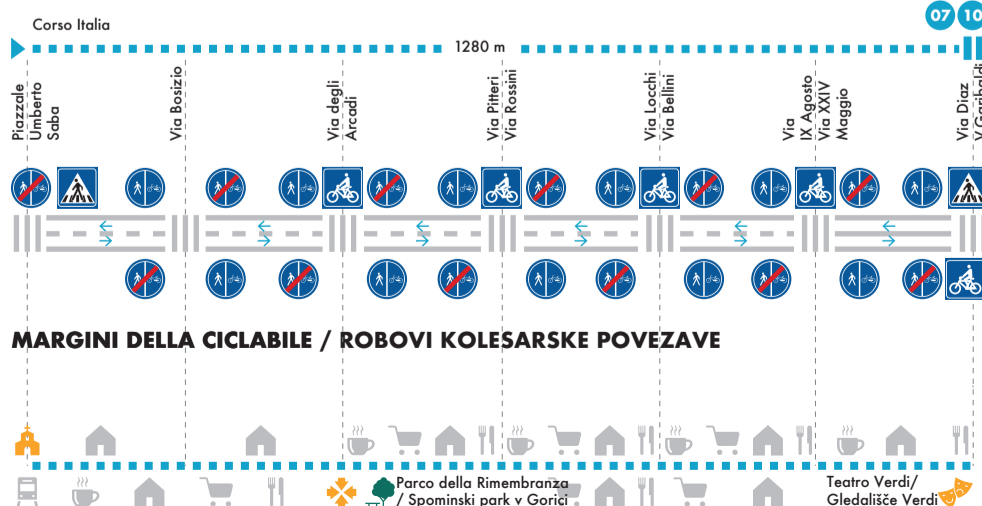 07 10
Corso Italia
1280 m
Piazzale
Umberto
Saba
Via Bosizio
Via degli
Arcadi
Via Pitteri
Via Rossini
Via Locchi
Via Bellini
Via
IX Agosto
Via XXIV
Maggio
Via Diaz
V Garibaldi
MARGINI DELLA CICLABILE / ROBOVI KOLESARSKE POVEZAVE
Parco della Rimembranza
/ Spominski park v Gorici
Teatro Verdi/
Gledališče Verdi